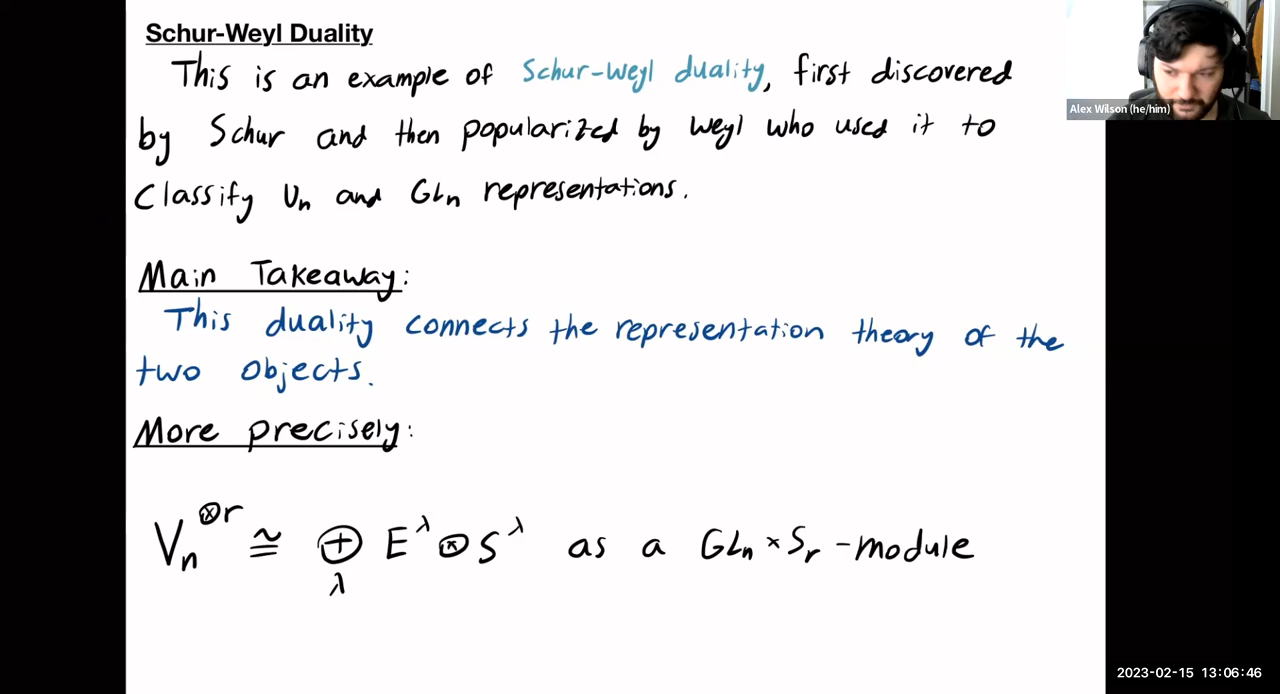 Schur-Weyl Duality
This is an example of Schur-Weyl duality, first discovered
by Schur and then popularized by Weyl who used it to
Classify Un and GLn representations.
Main Takeaway:
This duality connects the representation theory of the
two objects.
More precisely:
Vₙ^⊗r ≅ ⊕_λ E^λ ⊗ S^λ as a GLₙ × Sᵣ -module
Alex Wilson (he/him)
2023-02-15 13:06:46